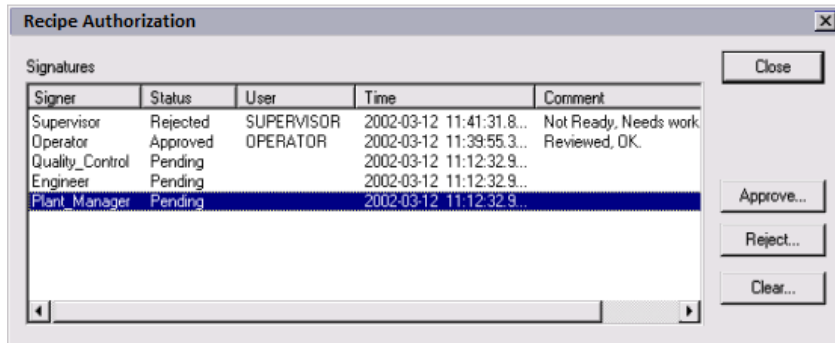 Recipe Authorization
Signatures
Close
Signer Status User Time Comment
Supervisor Rejected SUPERVISOR 2002-03-12 11:41:31.8... Not Ready, Needs work.
Operator Approved OPERATOR 2002-03-12 11:39:55.3... Reviewed, OK.
Quality_Control Pending 2002-03-12 11:12:32.9...
Engineer Pending 2002-03-12 11:12:32.9...
Plant_Manager Pending 2002-03-12 11:12:32.9...
Approve...
Reject...
Clear...